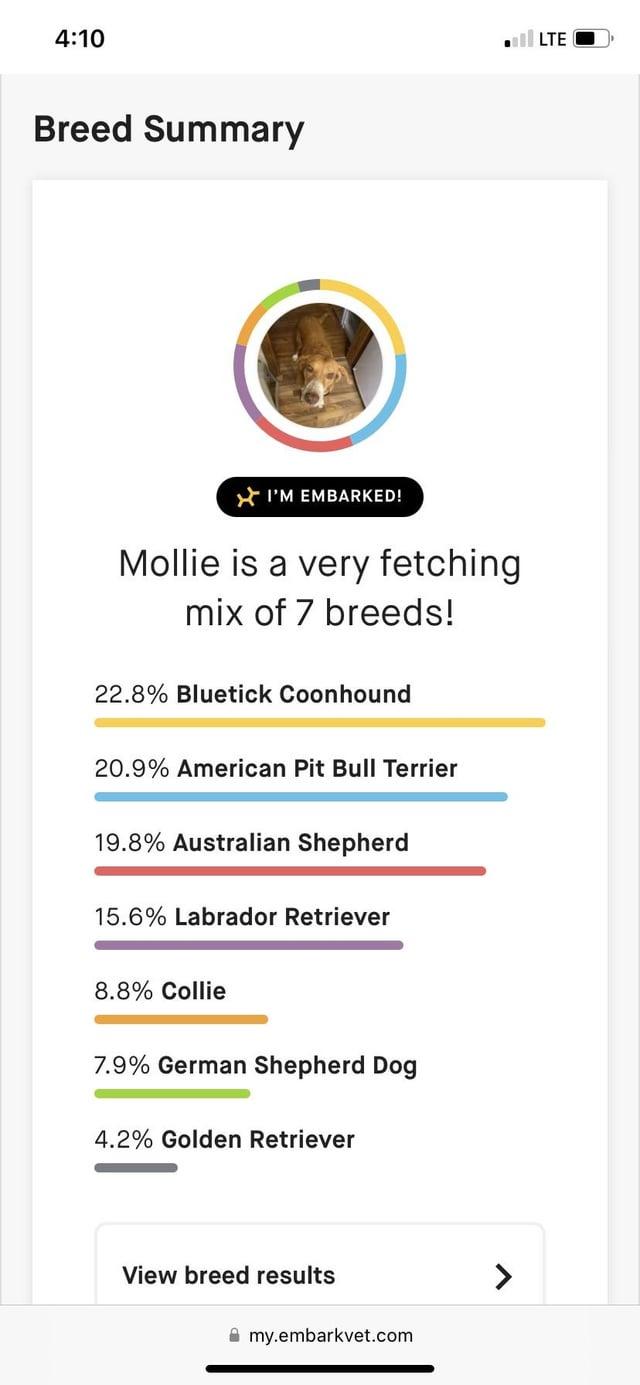 4:10
LTE
Breed Summary
I'M EMBARKED!
Mollie is a very fetching
mix of 7 breeds!
22.8% Bluetick Coonhound
20.9% American Pit Bull Terrier
19.8% Australian Shepherd
15.6% Labrador Retriever
8.8% Collie
7.9% German Shepherd Dog
4.2% Golden Retriever
View breed results
my.embarkvet.com